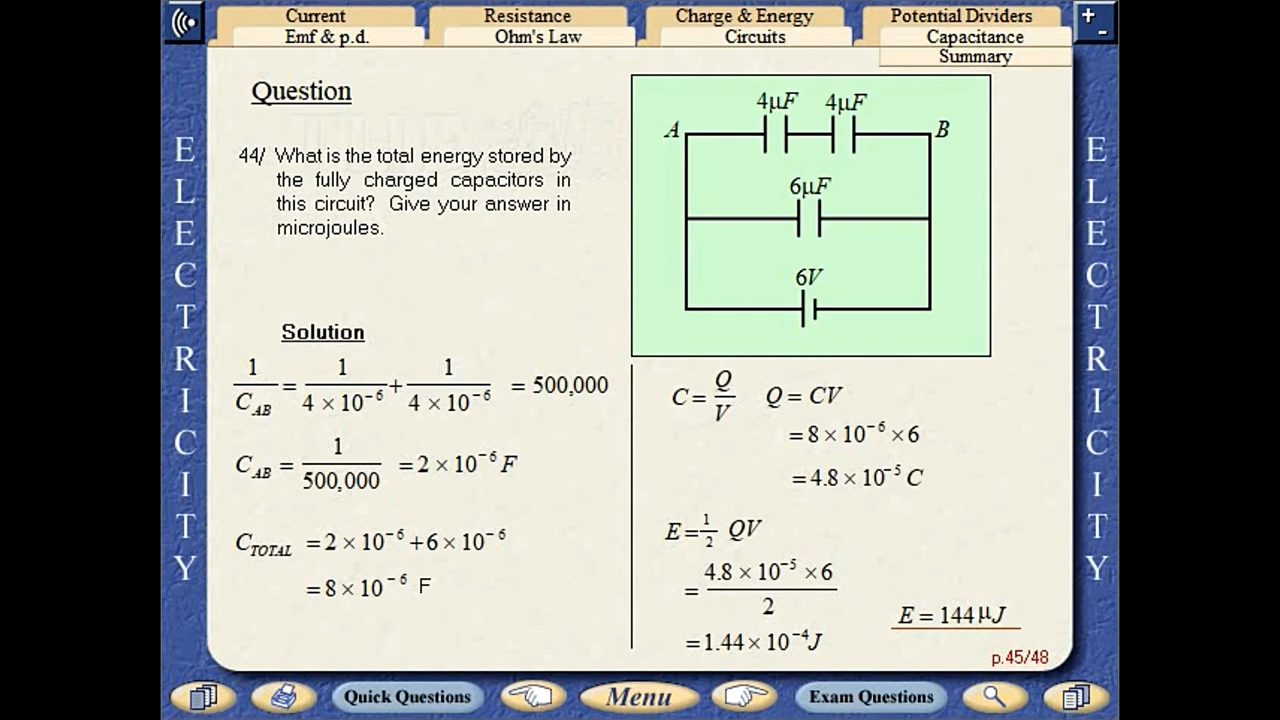 Current
Resistance
Charge & Energy
Potential Dividers
+
-
Emf & p.d.
Ohm's Law
Circuits
Capacitance
Summary
ELECTRICITY
Question
44/ What is the total energy stored by
the fully charged capacitors in
this circuit? Give your answer in
microjoules.
4μF 4μF
A B
6μF
6V
Solution
1/C_AB = 1/(4 × 10⁻⁶) + 1/(4 × 10⁻⁶) = 500,000
C_AB = 1/500,000 = 2 × 10⁻⁶ F
C_TOTAL = 2 × 10⁻⁶ + 6 × 10⁻⁶
= 8 × 10⁻⁶ F
C = Q/V Q = CV
= 8 × 10⁻⁶ × 6
= 4.8 × 10⁻⁵ C
E = ½ QV
= (4.8 × 10⁻⁵ × 6)/2
= 1.44 × 10⁻⁴ J
E = 144 μJ
p.45/48
ELECTRICITY
Quick Questions
Menu
Exam Questions